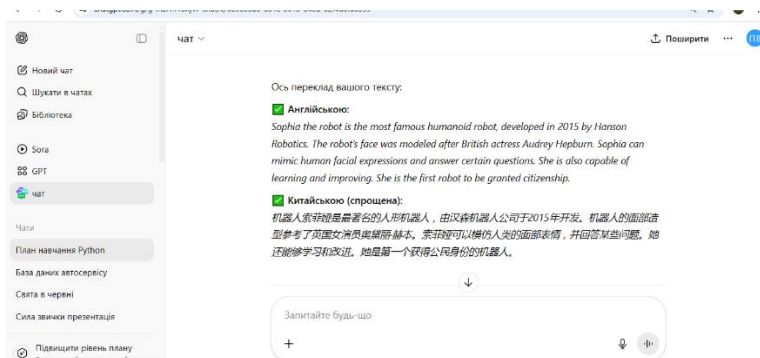 чат
Поширити
Новий чат
Шукати в чатах
Бібліотека
Sora
GPT
чат
Чати
План навчання Python
База даних автосервісу
Свята в червні
Сила звички презентація
Підвищити рівень плану
Ось переклад вашого тексту:
Англійською:
Sophia the robot is the most famous humanoid robot, developed in 2015 by Hanson
Robotics. The robot's face was modeled after British actress Audrey Hepburn. Sophia can
mimic human facial expressions and answer certain questions. She is also capable of
learning and improving. She is the first robot to be granted citizenship.
Китайською (спрощена):
机器人索菲娅是最著名的人形机器人，由汉森机器人公司于2015年开发。机器人的面部造
型参考了英国女演员奥黛丽·赫本。索菲娅可以模仿人类的面部表情，并回答某些问题。她
还能够学习和改进。她是第一个获得公民身份的机器人。
Запитайте будь-що